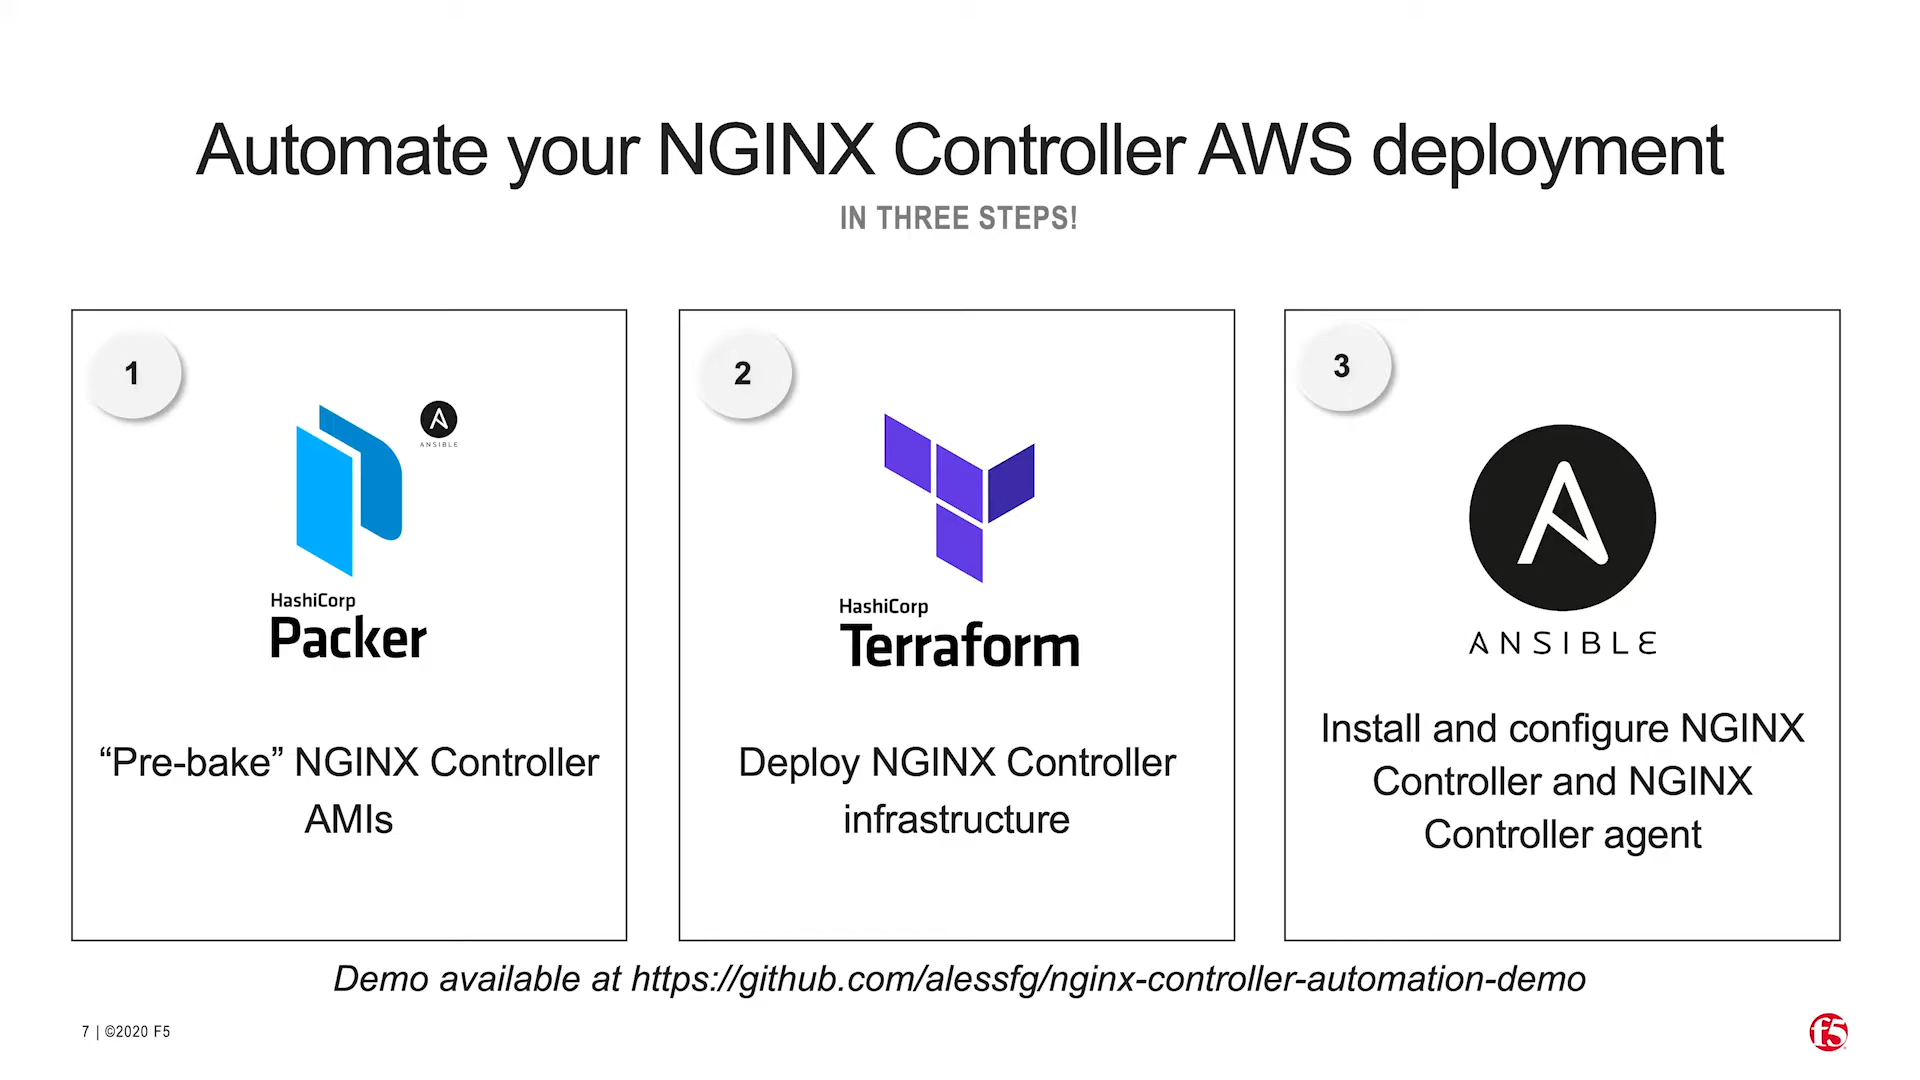 Automate your NGINX Controller AWS deployment
IN THREE STEPS!
1
ANSIBLE
HashiCorp
Packer
“Pre-bake” NGINX Controller
AMIs
2
HashiCorp
Terraform
Deploy NGINX Controller
infrastructure
3
ANSIBLE
Install and configure NGINX
Controller and NGINX
Controller agent
Demo available at https://github.com/alessfg/nginx-controller-automation-demo
7 | ©2020 F5
f5